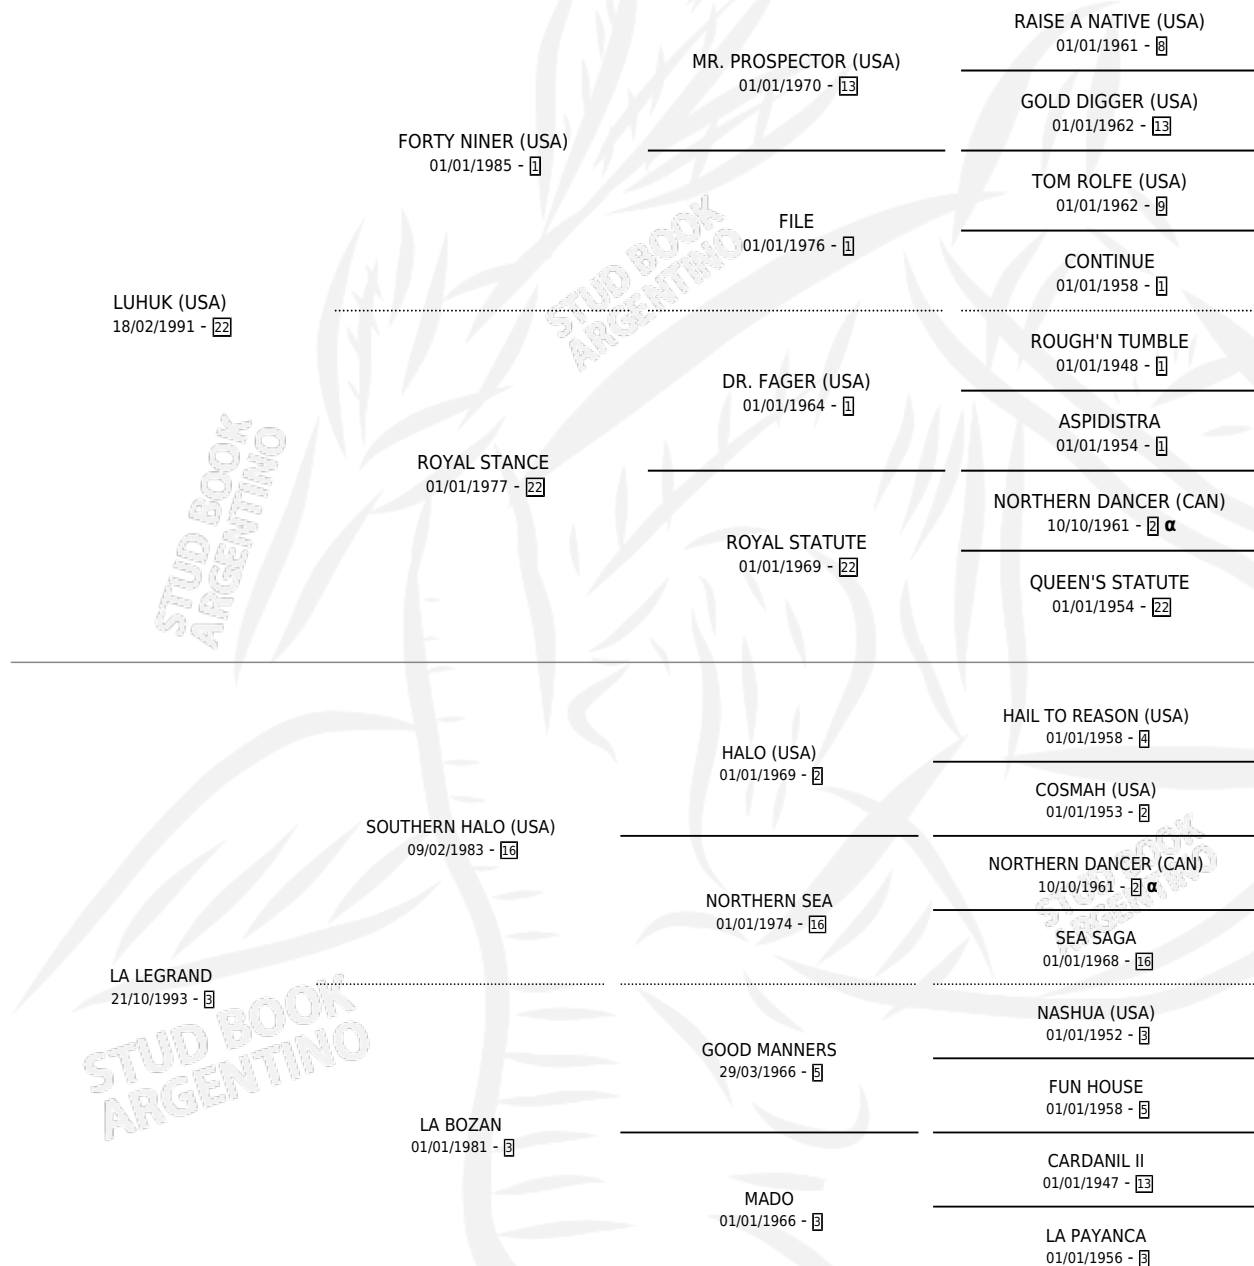 RAISE A NATIVE (USA)
01/01/1961 - 8
MR. PROSPECTOR (USA)
01/01/1970 - 13
GOLD DIGGER (USA)
01/01/1962 - 13
FORTY NINER (USA)
01/01/1985 - 1
TOM ROLFE (USA)
01/01/1962 - 9
FILE
01/01/1976 - 1
CONTINUE
01/01/1958 - 1
LUHUK (USA)
18/02/1991 - 22
ROUGH'N TUMBLE
01/01/1948 - 1
DR. FAGER (USA)
01/01/1964 - 1
ASPIDISTRA
01/01/1954 - 1
ROYAL STANCE
01/01/1977 - 22
NORTHERN DANCER (CAN)
10/10/1961 - 2 α
ROYAL STATUTE
01/01/1969 - 22
QUEEN'S STATUTE
01/01/1954 - 22
HAIL TO REASON (USA)
01/01/1958 - 4
HALO (USA)
01/01/1969 - 2
COSMAH (USA)
01/01/1953 - 2
SOUTHERN HALO (USA)
09/02/1983 - 16
NORTHERN DANCER (CAN)
10/10/1961 - 2 α
NORTHERN SEA
01/01/1974 - 16
SEA SAGA
01/01/1968 - 16
LA LEGRAND
21/10/1993 - 3
NASHUA (USA)
01/01/1952 - 3
GOOD MANNERS
29/03/1966 - 5
FUN HOUSE
01/01/1958 - 5
LA BOZAN
01/01/1981 - 3
CARDANIL II
01/01/1947 - 13
MADO
01/01/1966 - 3
LA PAYANCA
01/01/1956 - 3
STUD BOOK
ARGENTINO
STUD BOOK
ARGENTINO
STUD BOOK
ARGENTINO
STUD BOOK
ARGENTINO